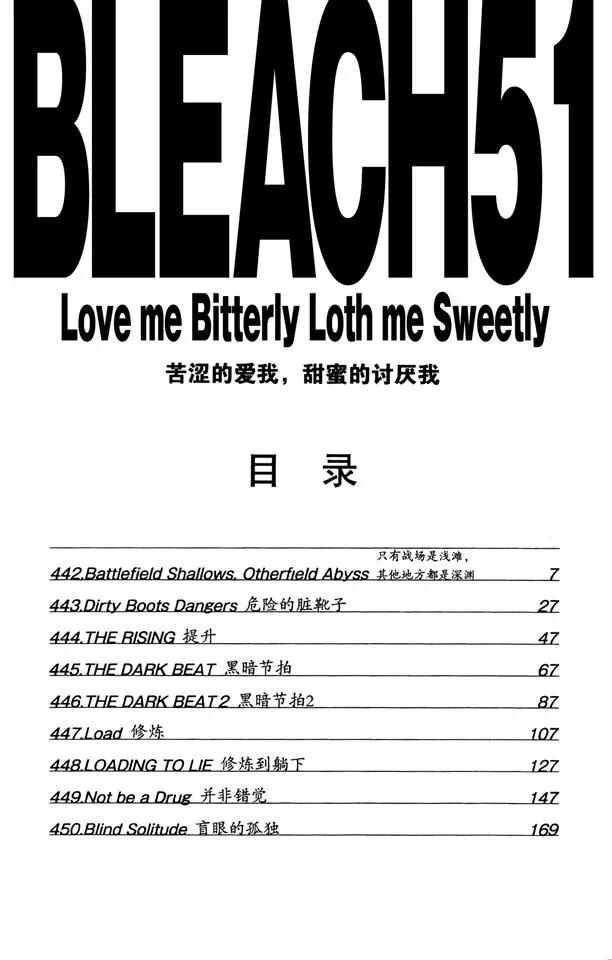 BLEACH51
Love me Bitterly Loth me Sweetly
苦涩的爱我，甜蜜的讨厌我
目 录
442.Battlefield Shallows, Otherfield Abyss 只有战场是浅滩，
其他地方都是深渊 7
443.Dirty Boots Dangers 危险的脏靴子 27
444.THE RISING 提升 47
445.THE DARK BEAT 黑暗节拍 67
446.THE DARK BEAT2 黑暗节拍2 87
447.Load 修炼 107
448.LOADING TO LIE 修炼到躺下 127
449.Not be a Drug 并非错觉 147
450.Blind Solitude 盲眼的孤独 169